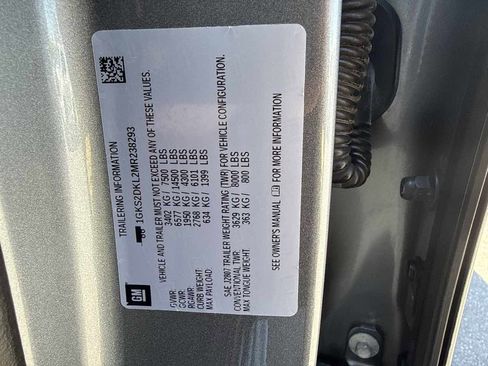 TRAILERING INFORMATION
1GKS2DKL2MR238293
VEHICLE AND TRAILER MUST NOT EXCEED ANY OF THESE VALUES.
GVWR: 3402 KG / 7500 LBS
GCWR: 6577 KG / 14500 LBS
RGAWR: 1950 KG / 4300 LBS
CURB WEIGHT: 2768 KG / 6101 LBS
MAX PAYLOAD: 634 KG / 1399 LBS
SAE J2807 TRAILER WEIGHT RATING (TWR) FOR VEHICLE CONFIGURATION.
CONVENTIONAL TWR: 3629 KG / 8000 LBS
MAX TONGUE WEIGHT: 363 KG / 800 LBS
SEE OWNER'S MANUAL FOR MORE INFORMATION
GM